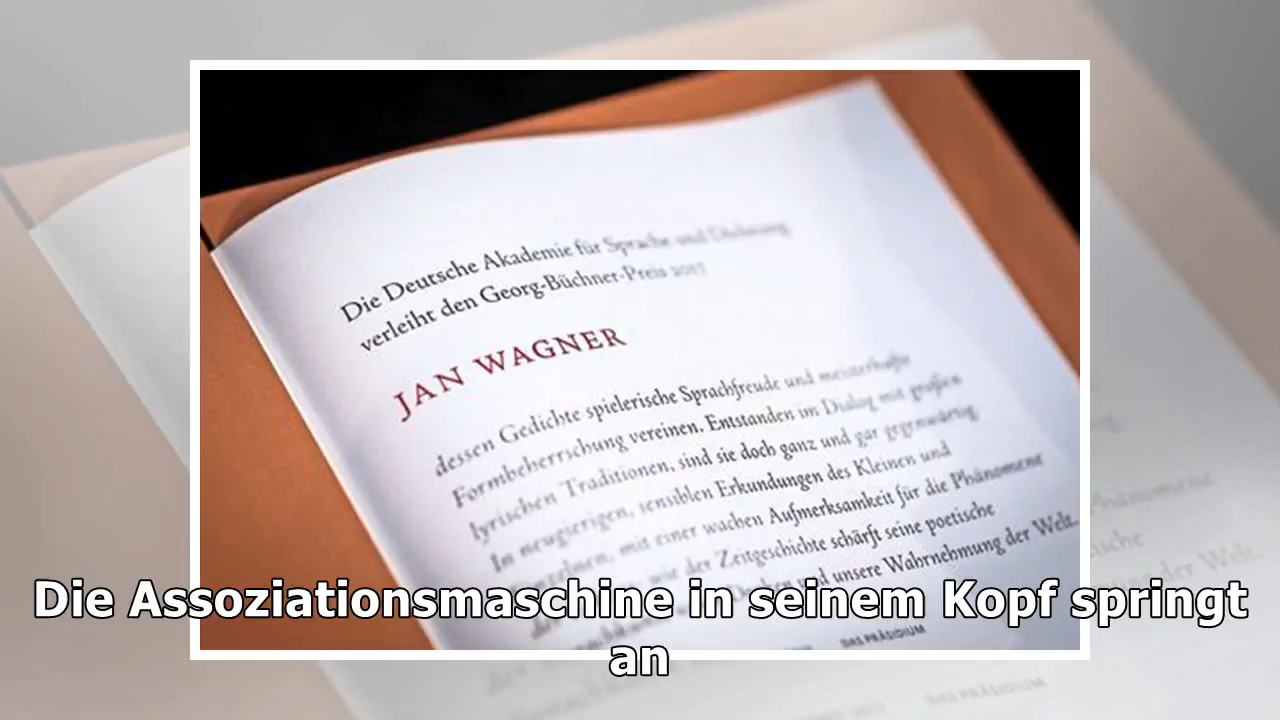 Die Deutsche Akademie für Sprache und Dichtung
verleiht den Georg-Büchner-Preis 2017
JAN WAGNER
dessen Gedichte spielerische Sprachfreude und meisterhafte
Formbeherrschung vereinen. Entstanden im Dialog mit großen
lyrischen Traditionen, sind sie doch ganz und gar gegenwärtig.
In neugierigen, sensiblen Erkundungen des Kleinen und
Einzelnen, mit einer wachen Aufmerksamkeit für die Phänomene
wie der Zeitgeschichte schärft seine poetische
Denken und unsere Wahrnehmung der Welt.
DAS PRÄSIDIUM
Die Assoziationsmaschine in seinem Kopf springt
an